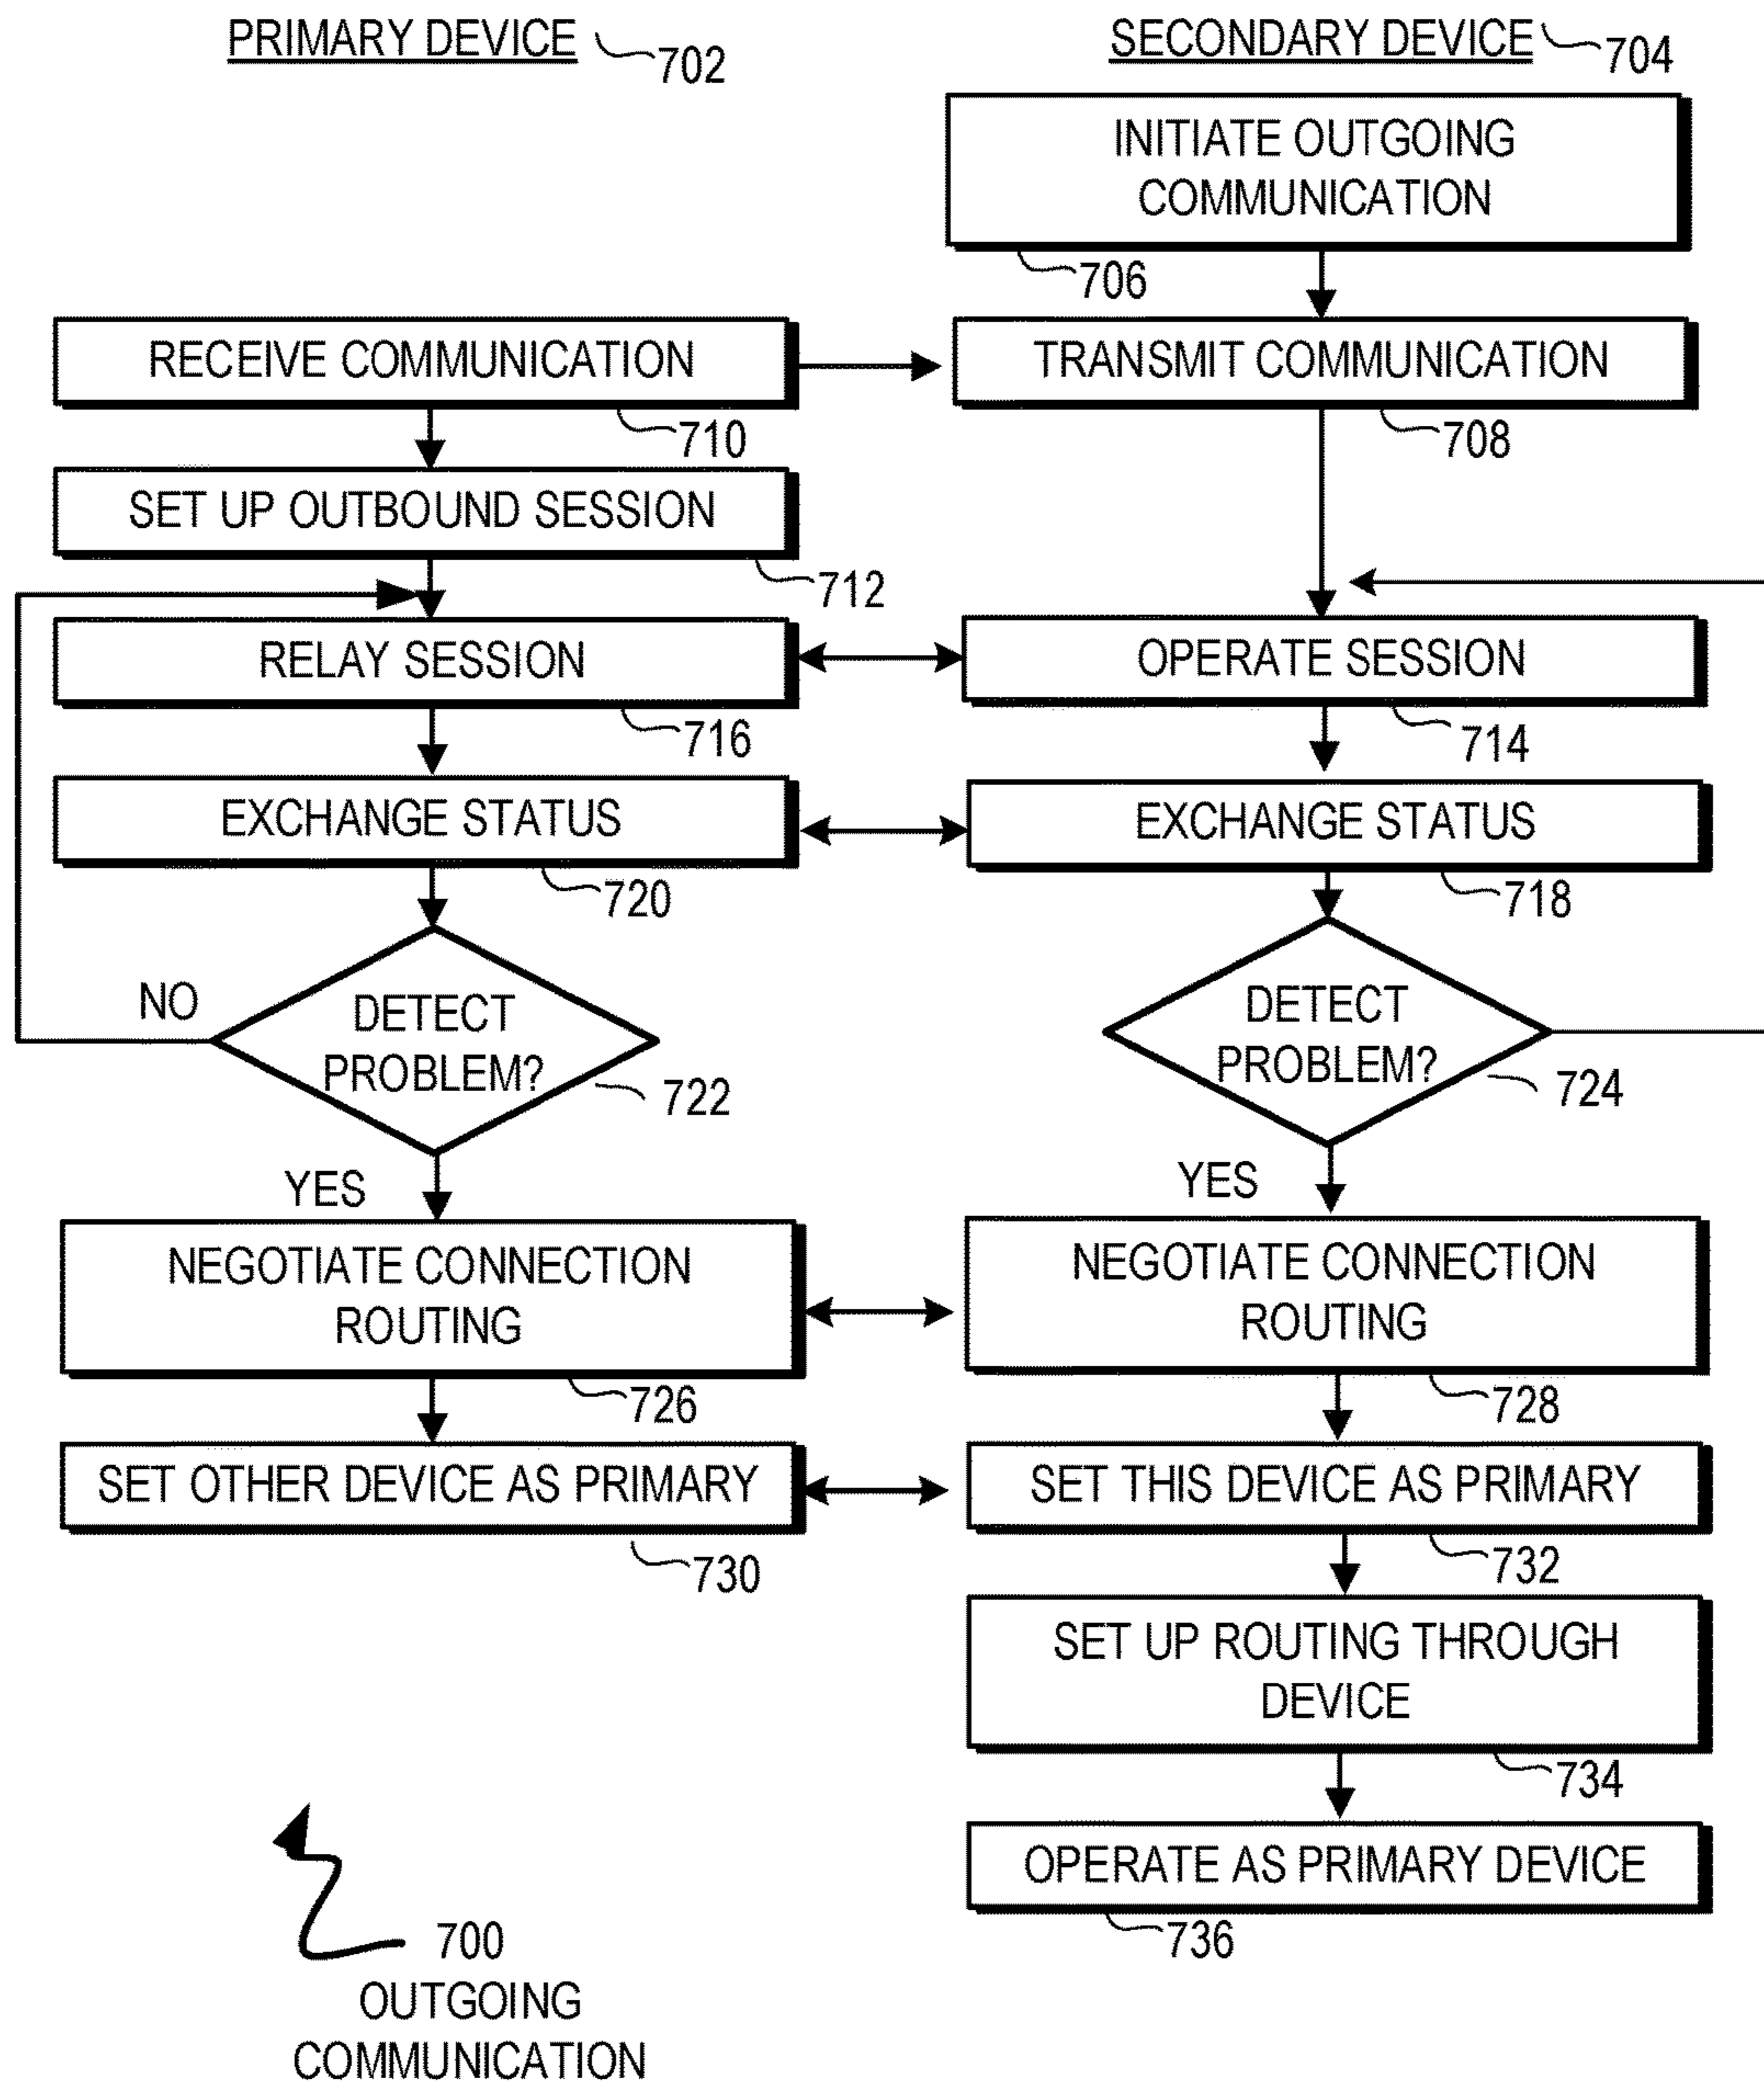 PRIMARY DEVICE 702
SECONDARY DEVICE 704
INITIATE OUTGOING
COMMUNICATION
706
RECEIVE COMMUNICATION
710
TRANSMIT COMMUNICATION
708
SET UP OUTBOUND SESSION
712
RELAY SESSION
716
OPERATE SESSION
714
EXCHANGE STATUS
720
EXCHANGE STATUS
718
NO
DETECT
PROBLEM?
722
DETECT
PROBLEM?
724
YES
YES
NEGOTIATE CONNECTION
ROUTING
726
NEGOTIATE CONNECTION
ROUTING
728
SET OTHER DEVICE AS PRIMARY
730
SET THIS DEVICE AS PRIMARY
732
SET UP ROUTING THROUGH
DEVICE
734
OPERATE AS PRIMARY DEVICE
736
700
OUTGOING
COMMUNICATION